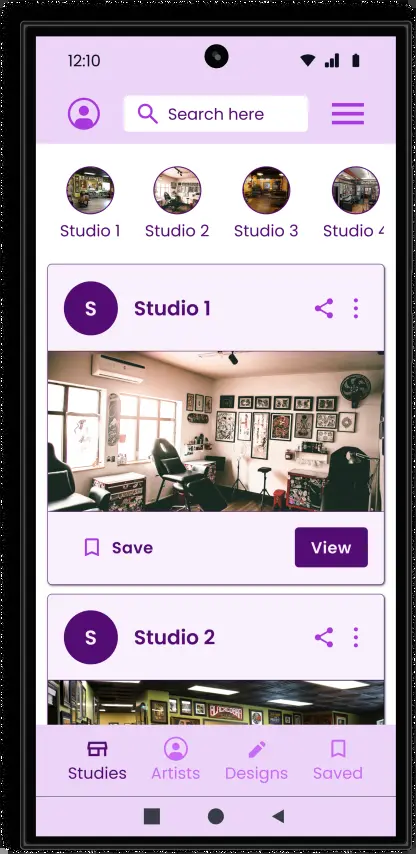 12:10
Search here
Studio 1 Studio 2 Studio 3 Studio 4
S Studio 1
Save View
S Studio 2
Studies Artists Designs Saved